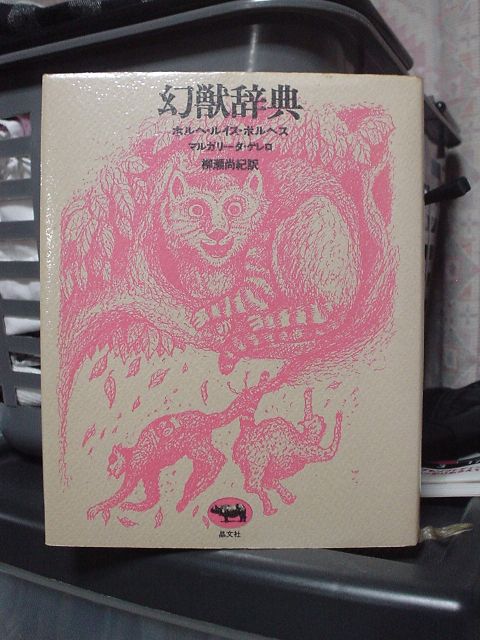 幻獣辞典
ホルヘ・ルイス・ボルヘス
マルガリータ・ゲレロ
柳瀬尚紀訳
晶文社